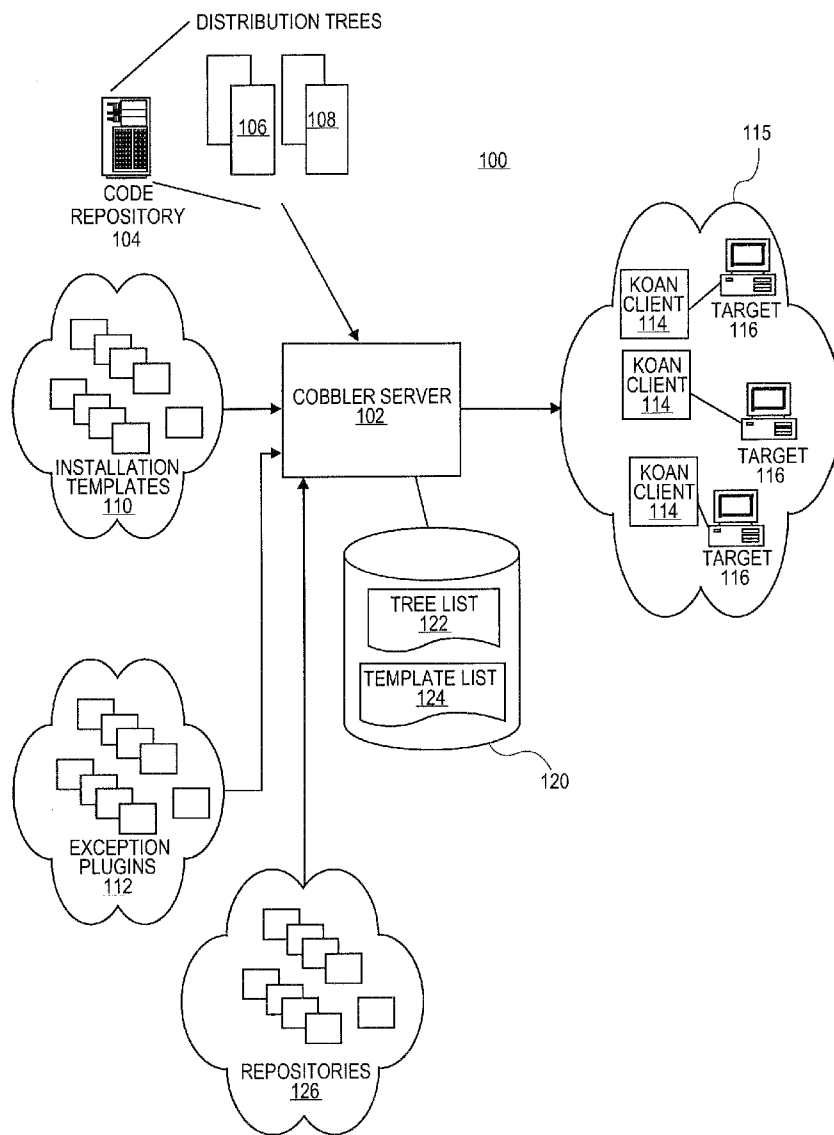 DISTRIBUTION TREES
106
108
CODE
REPOSITORY
104
100
115
KOAN
CLIENT
114
TARGET
116
KOAN
CLIENT
114
TARGET
116
KOAN
CLIENT
114
TARGET
116
INSTALLATION
TEMPLATES
110
COBBLER SERVER
102
TREE LIST
122
TEMPLATE LIST
124
120
EXCEPTION
PLUGINS
112
REPOSITORIES
126